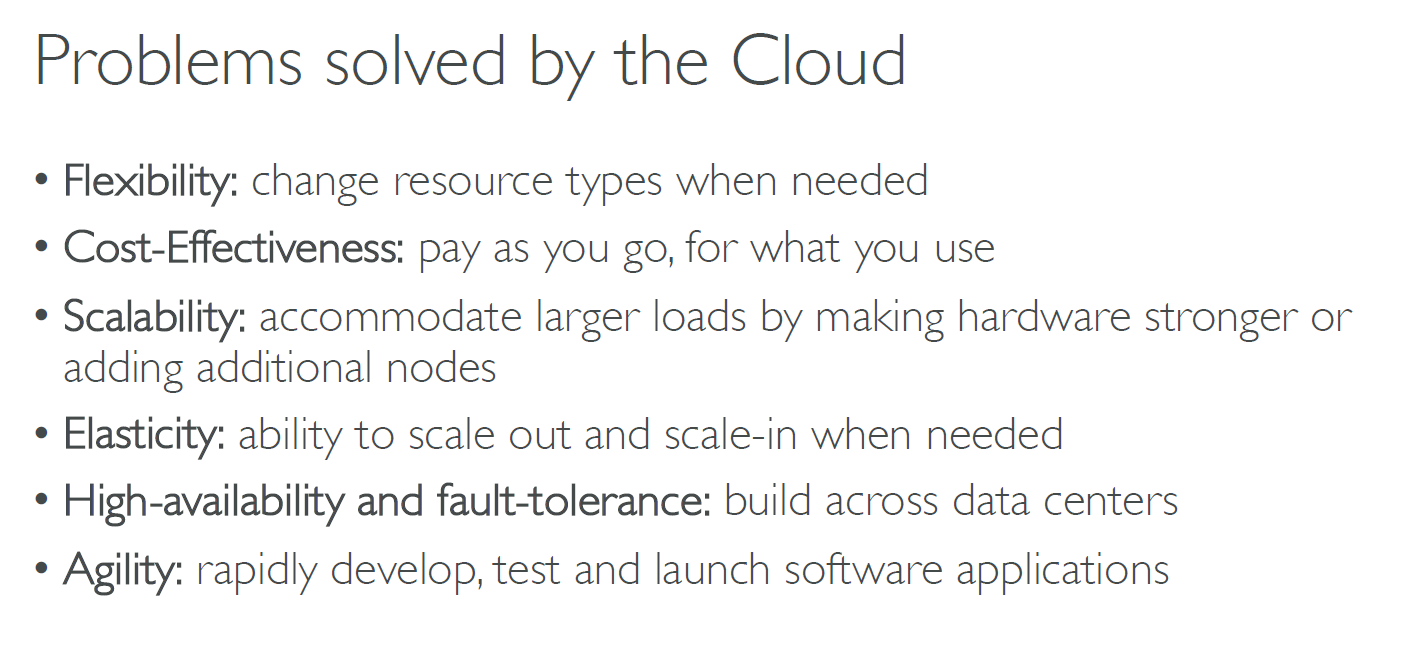 Problems solved by the Cloud
• Flexibility: change resource types when needed
• Cost-Effectiveness: pay as you go, for what you use
• Scalability: accommodate larger loads by making hardware stronger or
adding additional nodes
• Elasticity: ability to scale out and scale-in when needed
• High-availability and fault-tolerance: build across data centers
• Agility: rapidly develop, test and launch software applications